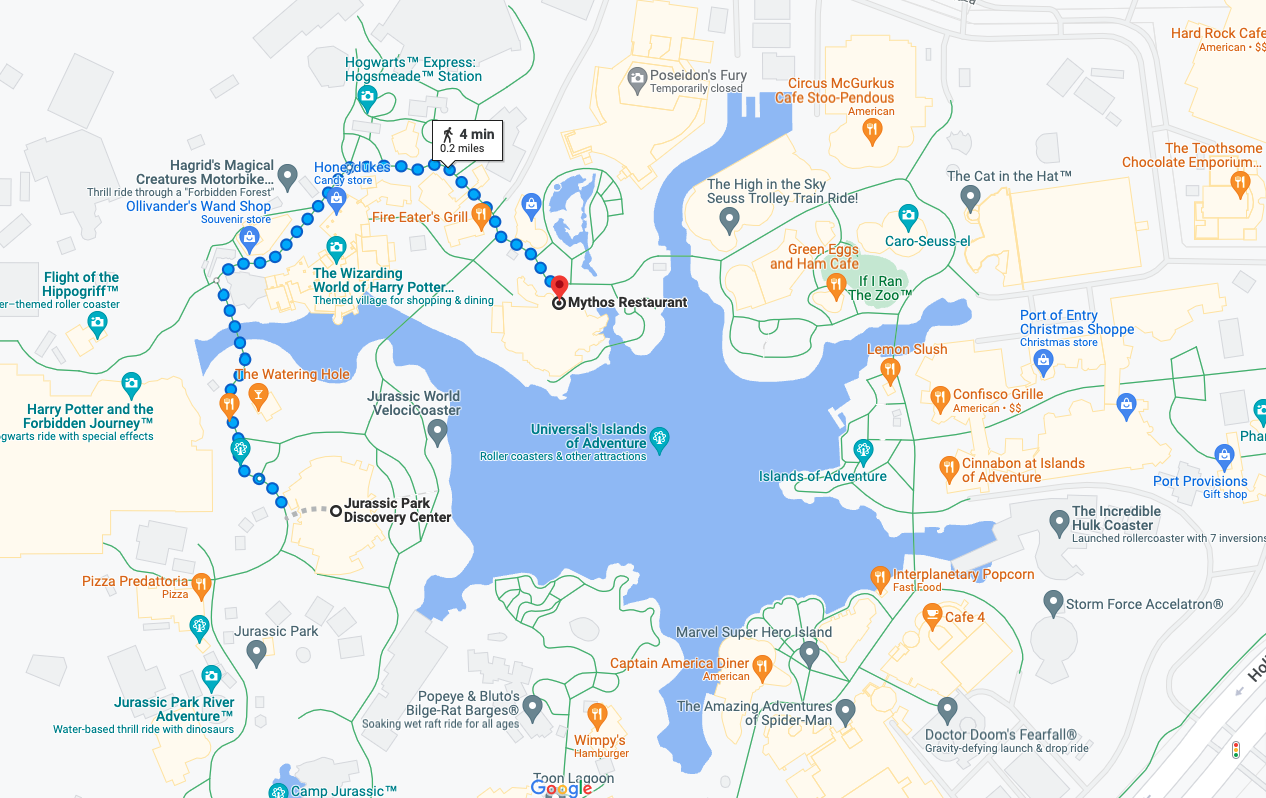 Hard Rock Cafe
American • $$
Hogwarts™ Express:
Hogsmeade™ Station
Poseidon's Fury
Temporarily closed
Circus McGurkus
Cafe Stoo-Pendous
American
4 min
0.2 miles
The Toothsome
Chocolate Emporium...
Hagrid's Magical
Creatures Motorbike...
Thrill ride through a "Forbidden Forest"
Honeydukes
Candy store
The Cat in the Hat™
The High in the Sky
Seuss Trolley Train Ride!
Ollivander's Wand Shop
Souvenir store
Fire-Eater's Grill
Caro-Seuss-el
Green Eggs
and Ham Cafe
The Wizarding
World of Harry Potter...
Themed village for shopping & dining
Flight of the
Hippogriff™
er-themed roller coaster
If I Ran
The Zoo™
Mythos Restaurant
Port of Entry
Christmas Shoppe
Christmas store
Lemon Slush
The Watering Hole
Jurassic World
VelociCoaster
Confisco Grille
American • $$
Harry Potter and the
Forbidden Journey™
ogwarts ride with special effects
Universal's Islands
of Adventure
Roller coasters & other attractions
Phar
Islands of Adventure
Cinnabon at Islands
of Adventure
Port Provisions
Gift shop
Jurassic Park
Discovery Center
The Incredible
Hulk Coaster
Launched rollercoaster with 7 inversions
Pizza Predattoria
Pizza
Interplanetary Popcorn
Fast Food
Storm Force Accelatron®
Cafe 4
Jurassic Park
Marvel Super Hero Island
Captain America Diner
American
Holl
Jurassic Park River
Adventure™
Water-based thrill ride with dinosaurs
Popeye & Bluto's
Bilge-Rat Barges®
Soaking wet raft ride for all ages
The Amazing Adventures
of Spider-Man
Wimpy's
Hamburger
Doctor Doom's Fearfall®
Gravity-defying launch & drop ride
Toon Lagoon
Google
Camp Jurassic™